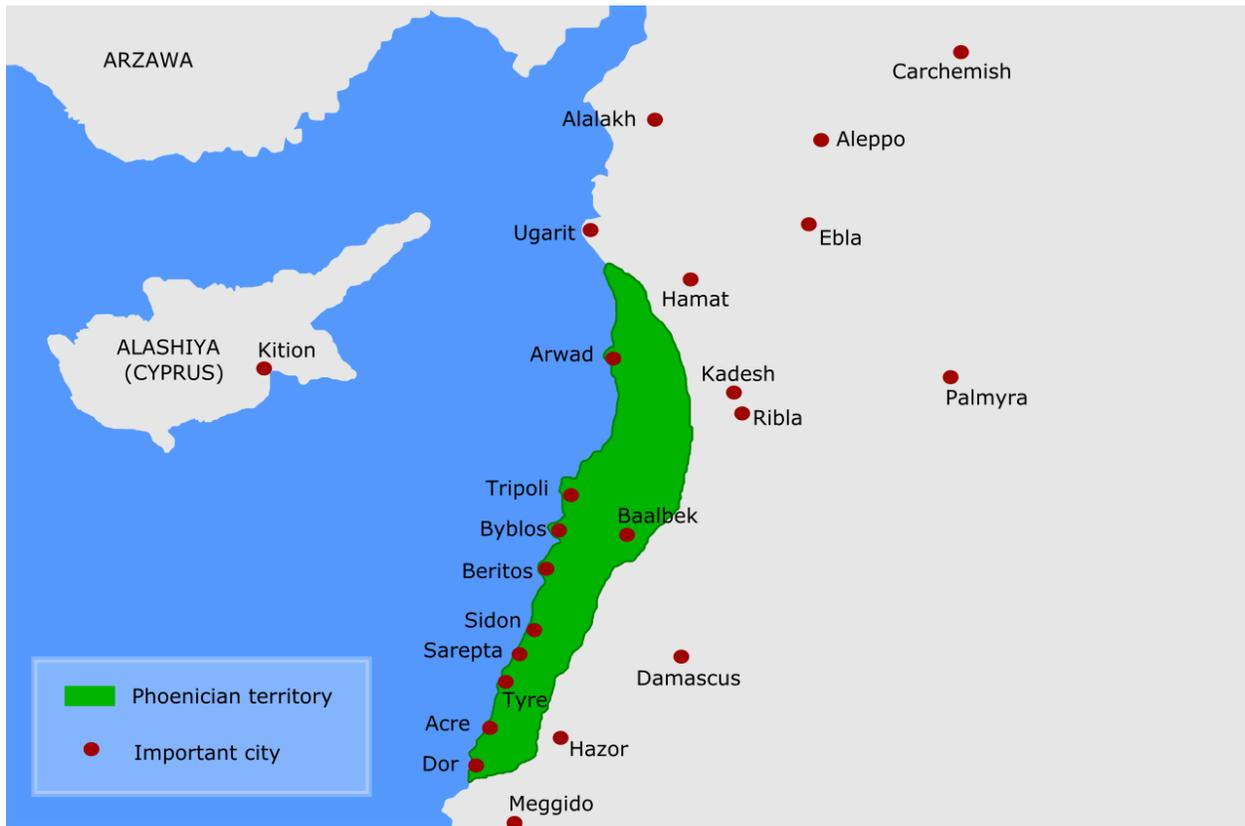 ARZAWA
Carchemish
Alalakh
Aleppo
Ugarit
Ebla
Hamat
ALASHIYA
(CYPRUS)
Kition
Arwad
Kadesh
Ribla
Palmyra
Tripoli
Byblos
Baalbek
Beritos
Sidon
Sarepta
Damascus
Tyre
Acre
Hazor
Dor
Meggido
Phoenician territory
Important city